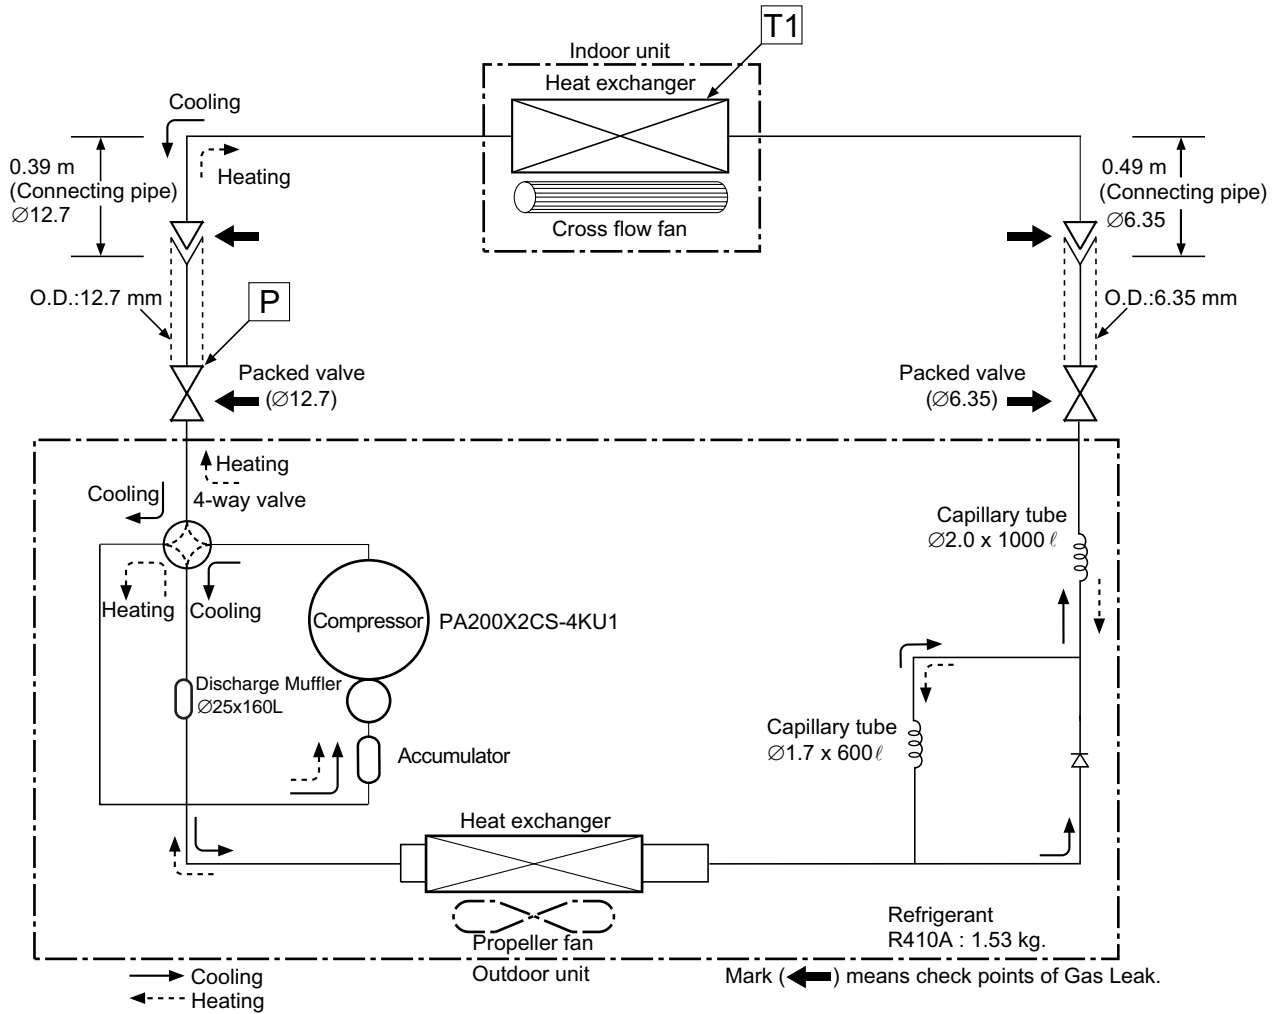 T1
Indoor unit
Heat exchanger
Cooling
Heating
0.39 m
(Connecting pipe)
∅12.7
0.49 m
(Connecting pipe)
∅6.35
Cross flow fan
O.D.:12.7 mm
P
O.D.:6.35 mm
Packed valve
(∅12.7)
Packed valve
(∅6.35)
Heating
Cooling
4-way valve
Capillary tube
∅2.0 x 1000 ℓ
Heating
Cooling
Compressor
PA200X2CS-4KU1
Discharge Muffler
∅25x160L
Capillary tube
∅1.7 x 600ℓ
Accumulator
Heat exchanger
Refrigerant
R410A : 1.53 kg.
Propeller fan
Outdoor unit
Cooling
Heating
Mark ( ) means check points of Gas Leak.